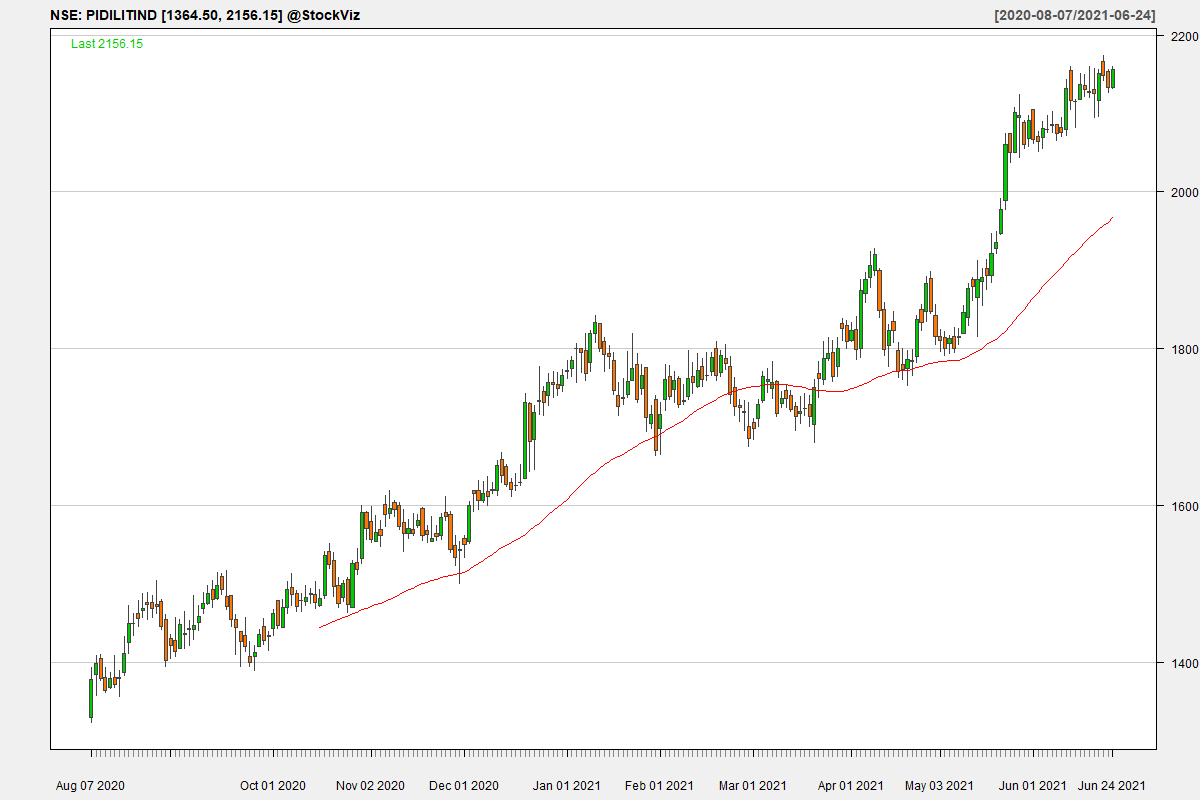 NSE: PIDILITIND [1364.50, 2156.15] @StockViz [2020-08-07/2021-06-24]
Last 2156.15
2200
2000
1800
1600
1400
Aug 07 2020 Oct 01 2020 Nov 02 2020 Dec 01 2020 Jan 01 2021 Feb 01 2021 Mar 01 2021 Apr 01 2021 May 03 2021 Jun 01 2021 Jun 24 2021